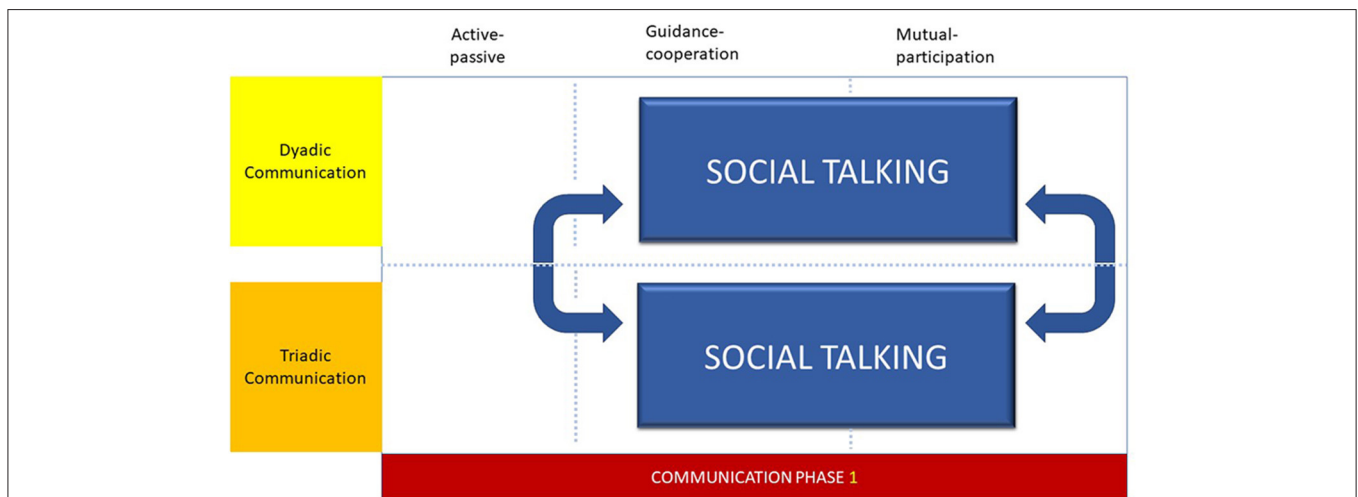 Active-
passive
Guidance-
cooperation
Mutual-
participation
Dyadic
Communication
SOCIAL TALKING
Triadic
Communication
SOCIAL TALKING
COMMUNICATION PHASE 1